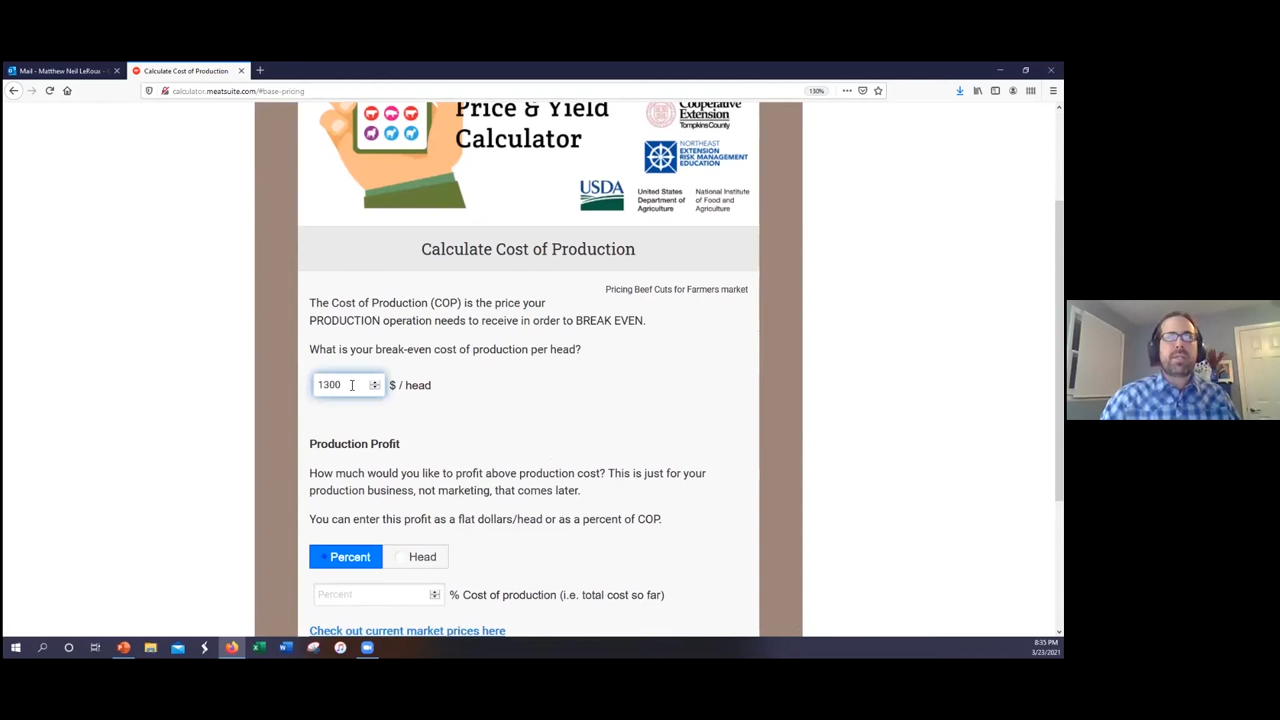 Mail - Matthew Neil LeRoux -
Calculate Cost of Production
calculator.meatsuite.com/#base-pricing
130%
Price & Yield
Calculator
Cooperative
Extension
Tompkins County
NORTHEAST
EXTENSION
RISK MANAGEMENT
EDUCATION
USDA
United States
Department of
Agriculture
National Institute
of Food and
Agriculture
Calculate Cost of Production
Pricing Beef Cuts for Farmers market
The Cost of Production (COP) is the price your
PRODUCTION operation needs to receive in order to BREAK EVEN.
What is your break-even cost of production per head?
1300 $ / head
Production Profit
How much would you like to profit above production cost? This is just for your
production business, not marketing, that comes later.
You can enter this profit as a flat dollars/head or as a percent of COP.
Percent Head
Percent % Cost of production (i.e. total cost so far)
Check out current market prices here
8:35 PM
3/23/2021